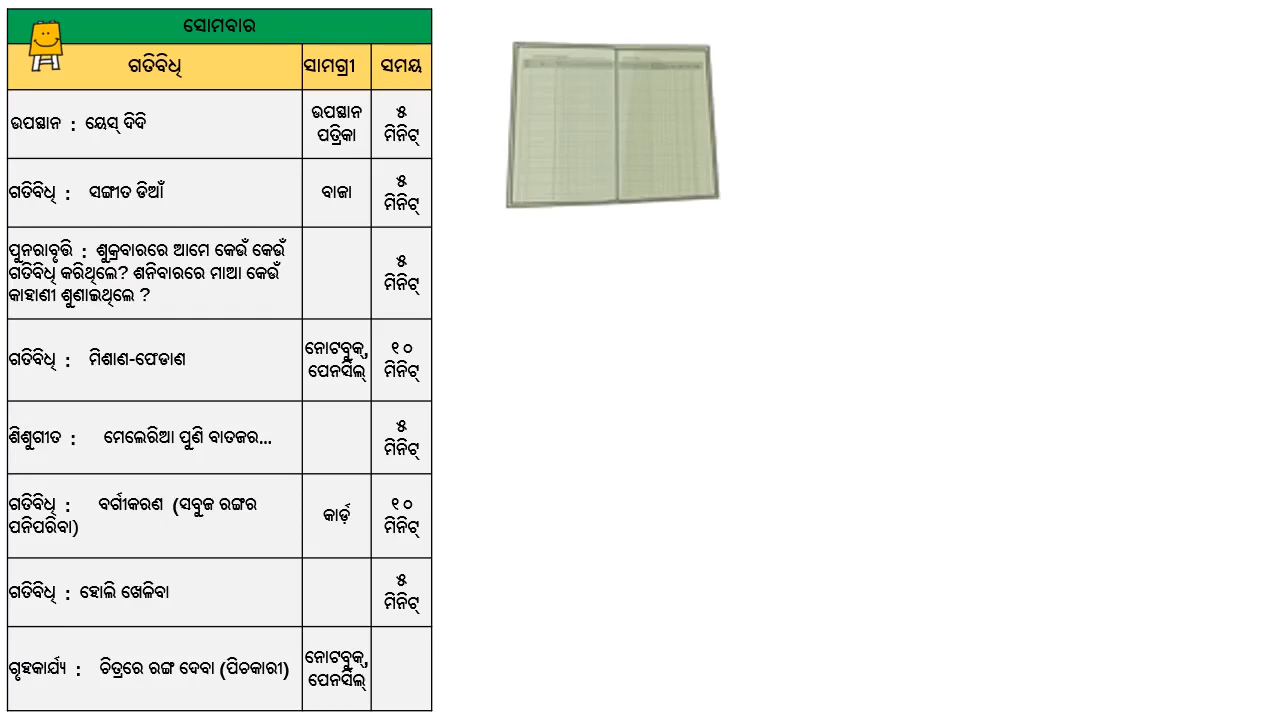 ସୋମବାର
ଗତିବିଧି ସାମଗ୍ରୀ ସମୟ
ଉପସ୍ଥାନ : ୟେସ୍ ଦିଦି ଉପସ୍ଥାନ ପତ୍ରିକା ୫ ମିନିଟ୍
ଗତିବିଧି : ସଙ୍ଗୀତ ଡିଆଁ ବାଜା ୫ ମିନିଟ୍
ପୁନରାବୃତ୍ତି : ଶୁକ୍ରବାରରେ ଆମେ କେଉଁ କେଉଁ
ଗତିବିଧି କରିଥିଲେ? ଶନିବାରରେ ମାଆ କେଉଁ
କାହାଣୀ ଶୁଣାଇଥିଲେ ?
୫ ମିନିଟ୍
ଗତିବିଧି : ମିଶାଣ-ଫେଡାଣ ନୋଟବୁକ୍, ପେନସିଲ୍ ୧୦ ମିନିଟ୍
ଶିଶୁଗୀତ : ମେଲେରିଆ ପୁଣି ବାତଜର... ୫ ମିନିଟ୍
ଗତିବିଧି : ବର୍ଗୀକରଣ (ସବୁଜ ରଙ୍ଗର
ପନିପରିବା)
କାର୍ଡ଼ ୧୦ ମିନିଟ୍
ଗତିବିଧି : ହୋଲି ଖେଳିବା ୫ ମିନିଟ୍
ଗୃହକାର୍ଯ୍ୟ : ଚିତ୍ରରେ ରଙ୍ଗ ଦେବା (ପିଚକାରୀ) ନୋଟବୁକ୍, ପେନସିଲ୍